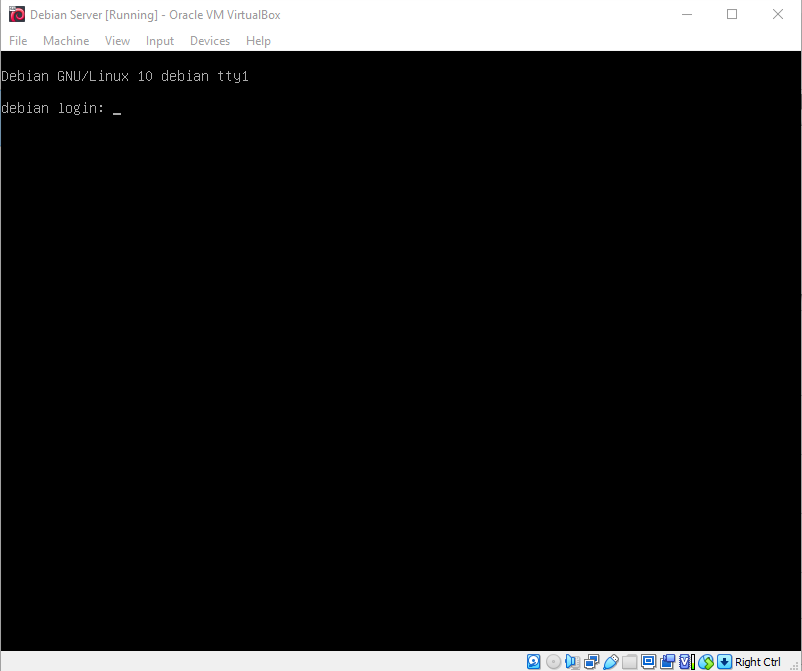 Debian Server [Running] - Oracle VM VirtualBox
File Machine View Input Devices Help
Debian GNU/Linux 10 debian tty1
debian login: _
Right Ctrl